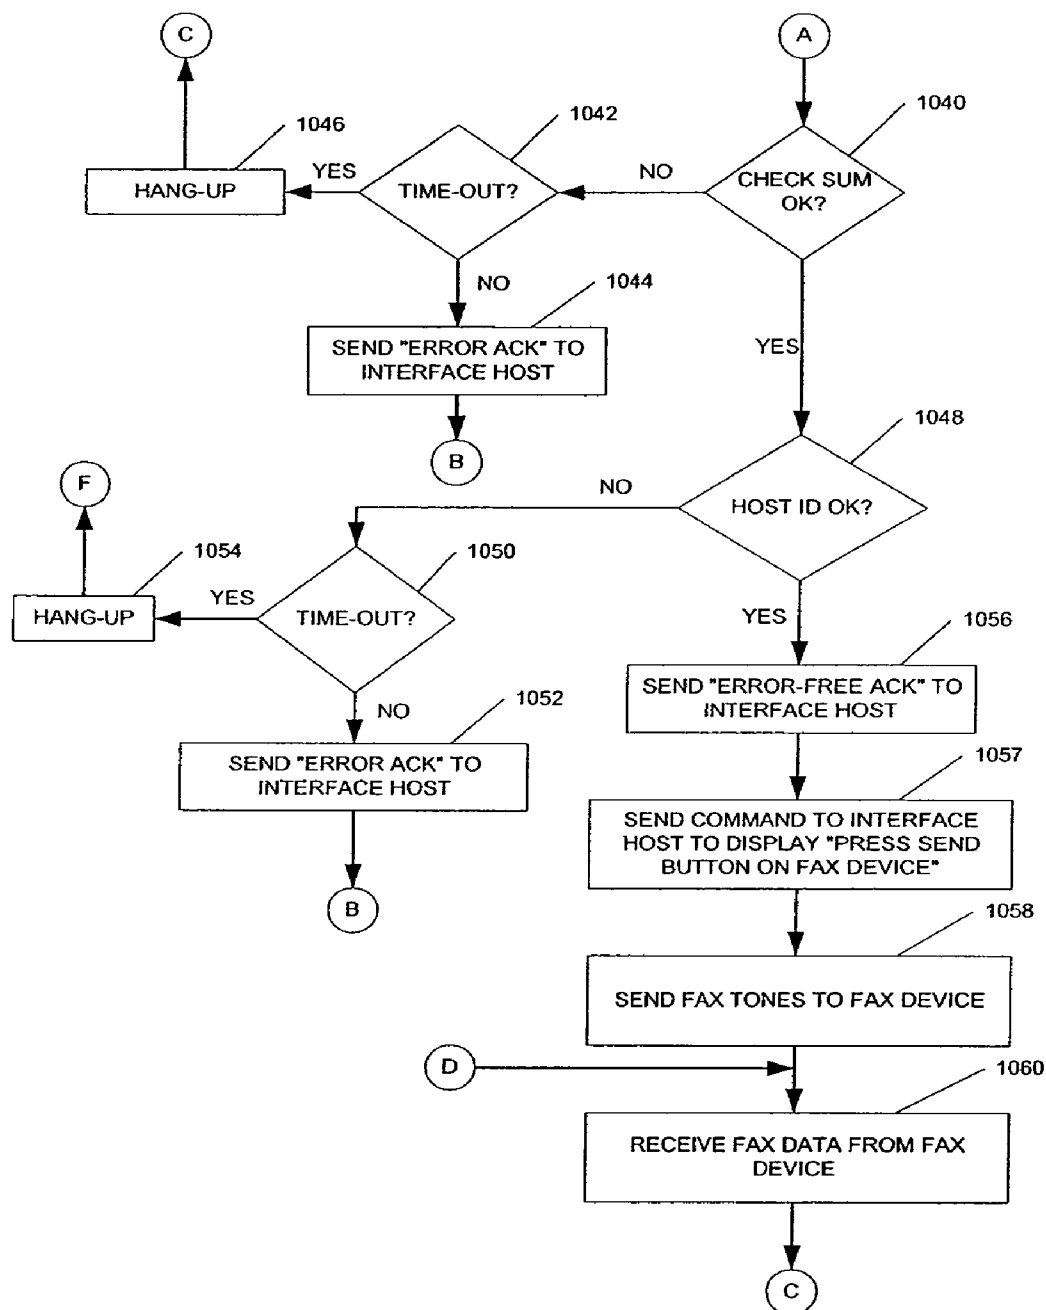 C
A
1046
1042
1040
HANG-UP
YES
TIME-OUT?
NO
CHECK SUM
OK?
NO
1044
SEND "ERROR ACK" TO
INTERFACE HOST
YES
B
1048
F
NO
HOST ID OK?
1054
1050
HANG-UP
YES
TIME-OUT?
YES
1056
NO
1052
SEND "ERROR-FREE ACK" TO
INTERFACE HOST
SEND "ERROR ACK" TO
INTERFACE HOST
1057
SEND COMMAND TO INTERFACE
HOST TO DISPLAY "PRESS SEND
BUTTON ON FAX DEVICE"
B
1058
SEND FAX TONES TO FAX DEVICE
D
1060
RECEIVE FAX DATA FROM FAX
DEVICE
C